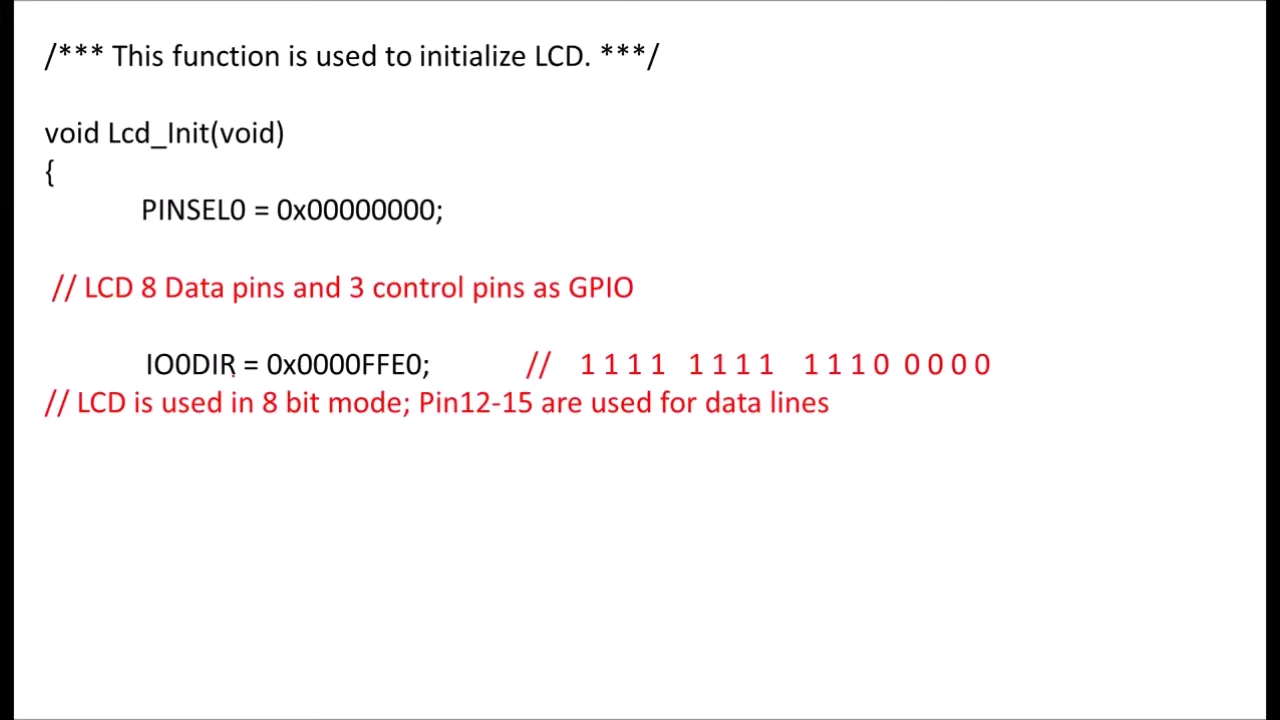 /*** This function is used to initialize LCD. ***/
void Lcd_Init(void)
{
PINSEL0 = 0x00000000;
// LCD 8 Data pins and 3 control pins as GPIO
IO0DIR = 0x0000FFE0; // 1 1 1 1 1 1 1 1 1 1 1 0 0 0 0 0
// LCD is used in 8 bit mode; Pin12-15 are used for data lines